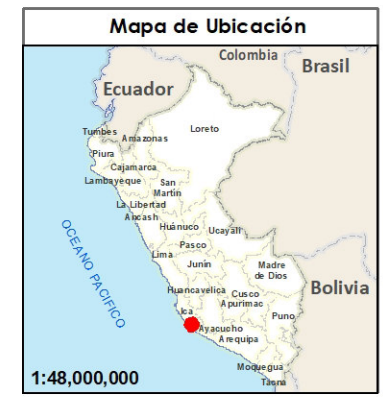 Mapa de Ubicación
Colombia
Brasil
Ecuador
Loreto
Tumbes
Amazonas
Piura
Cajamarca
Lambayeque
San
Martin
La Libertad
Ancash
Huánuco
Ucayali
Pasco
Lima
Junin
Madre
de Dios
OCEANO PACIFICO
Huancavelica
Cusco
Apurimac
Bolivia
Ica
Puno
Ayacucho
Arequipa
Moquegua
Tacna
1:48,000,000